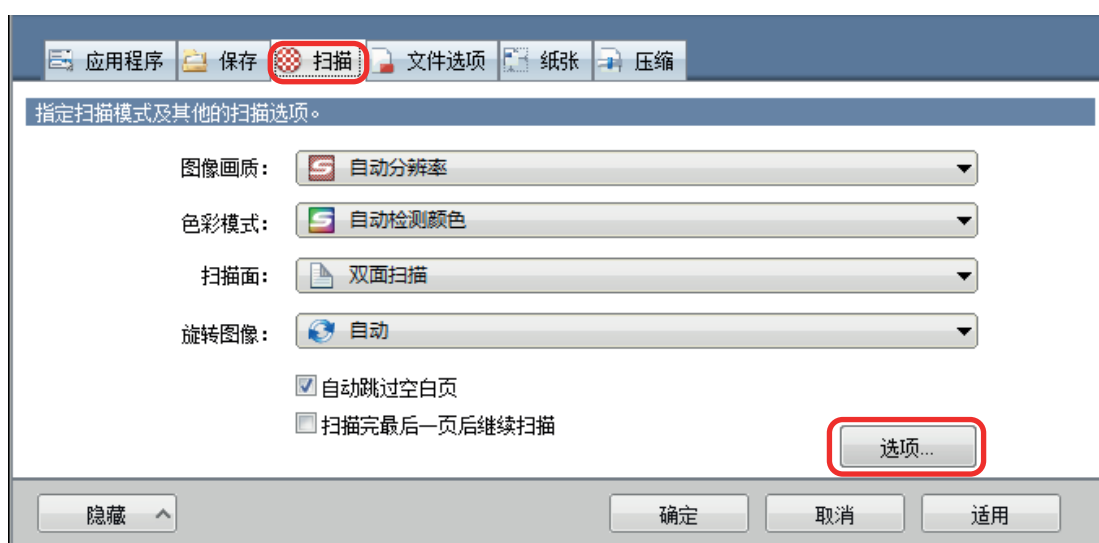 应用程序 保存 扫描 文件选项 纸张 压缩
指定扫描模式及其他的扫描选项。
图像画质： 自动分辨率
色彩模式： 自动检测颜色
扫描面： 双面扫描
旋转图像： 自动
自动跳过空白页
扫描完最后一页后继续扫描
选项...
隐藏 确定 取消 适用